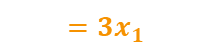 = 3x₁